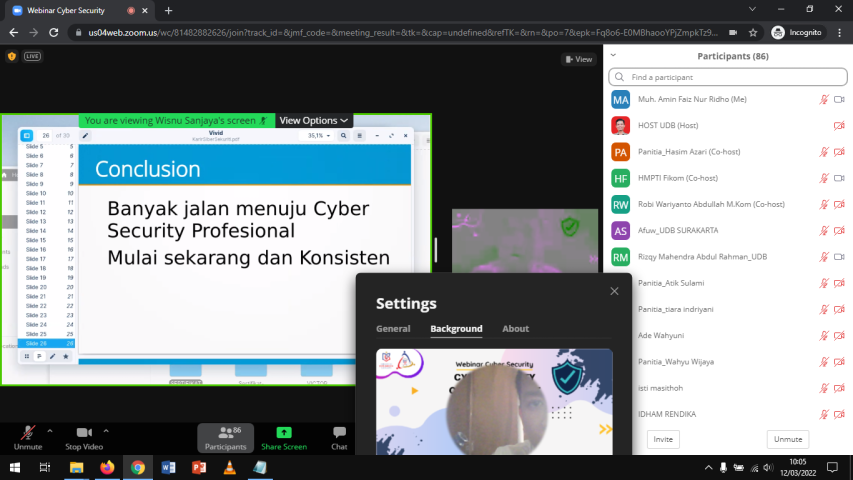 Webinar Cyber Security
us04web.zoom.us/wc/81482882626/join?track_id=&jmf_code=&meeting_result=&tk=&cap=undefined&refTK=&rn=&po=7&epk=Fq8o6-E0MBhaooYPjZmpkTz9...
Incognito
LIVE
View
You are viewing Wisnu Sanjaya's screen
View Options
26 of 30
Vivid
35,1%
Slide 5 5
Slide 6 6
Slide 7 7
Slide 8 8
Slide 9 9
Slide 10 10
Slide 11 11
Slide 12 12
Slide 13 13
Slide 14 14
Slide 15 15
Slide 16 16
Slide 17 17
Slide 18 18
Slide 19 19
Slide 20 20
Slide 21 21
Slide 22 22
Slide 23 23
Slide 24 24
Slide 25 25
Slide 26 26
Conclusion
Banyak jalan menuju Cyber
Security Profesional
Mulai sekarang dan Konsisten
Settings
General
Background
About
Webinar Cyber Security
Participants (86)
Find a participant
MA Muh. Amin Faiz Nur Ridho (Me)
HOST UDB (Host)
PA Panitia_Hasim Azari (Co-host)
HF HMPTI Fikom (Co-host)
RW Robi Wariyanto Abdullah M.Kom (Co-host)
AS Afuw_UDB SURAKARTA
RM Rizqy Mahendra Abdul Rahman_UDB
Panitia_Atik Sulami
Panitia_tiara indriyani
Ade Wahyuni
Panitia_Wahyu Wijaya
isti masithoh
IDHAM RENDIKA
Invite
Unmute
Unmute
Stop Video
86
Participants
Share Screen
Chat
10:05
12/03/2022